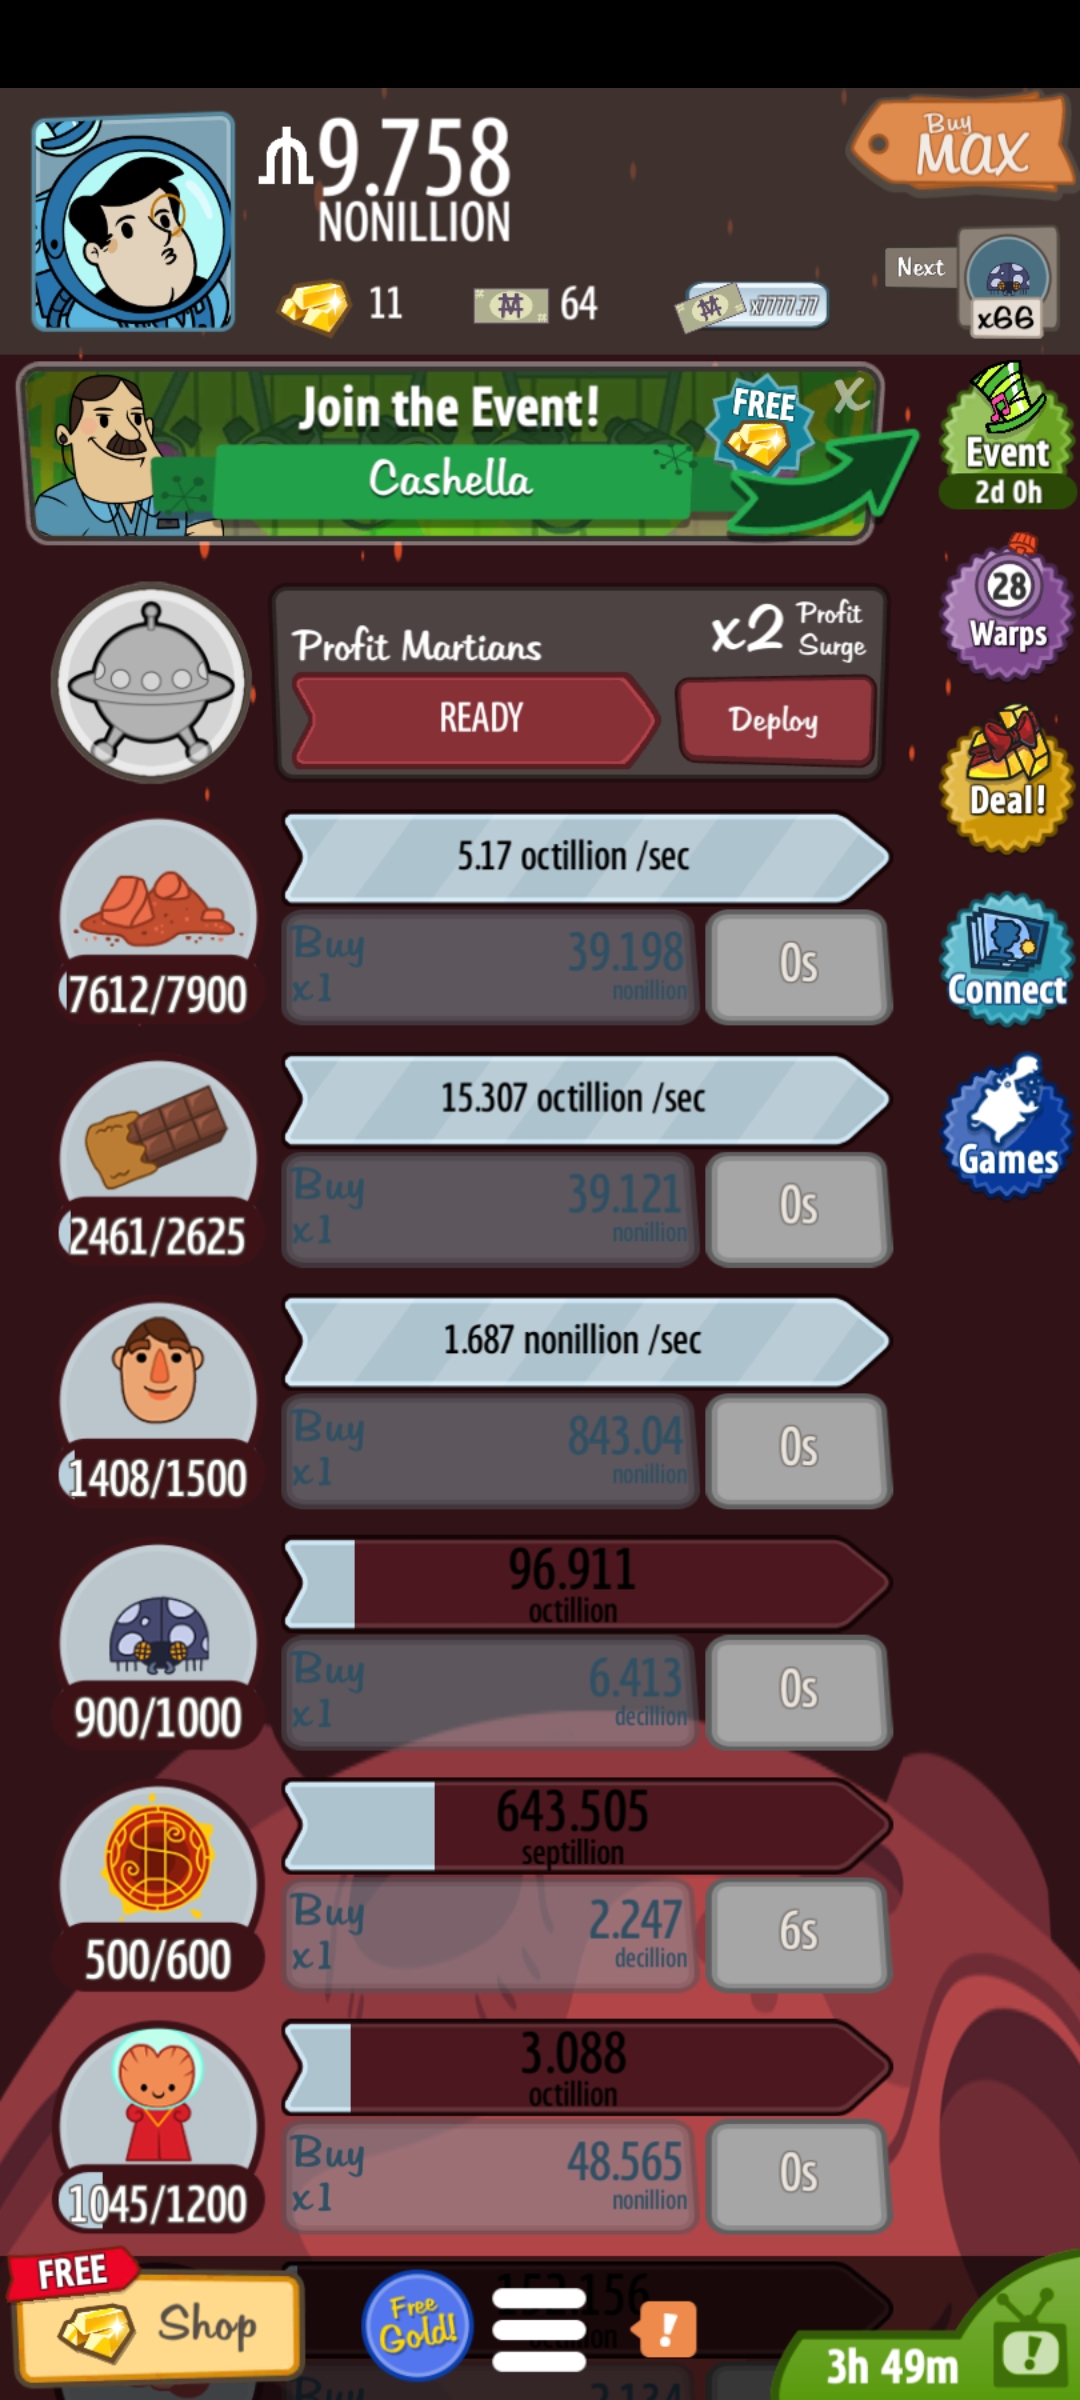 9.758
NONILLION
Buy
MAX
11
64
x7777.77
Next
x66
Join the Event!
FREE
X
Cashella
Event
2d 0h
28
Warps
Profit Martians
x2 Profit
Surge
READY
Deploy
Deal!
5.17 octillion /sec
Buy
x1
39.198
nonillion
0s
7612/7900
Connect
15.307 octillion /sec
Games
Buy
x1
39.121
nonillion
0s
2461/2625
1.687 nonillion /sec
Buy
x1
843.04
nonillion
0s
1408/1500
96.911
octillion
Buy
x1
6.413
decillion
0s
900/1000
643.505
septillion
Buy
x1
2.247
decillion
6s
500/600
3.088
octillion
Buy
x1
48.565
nonillion
0s
1045/1200
FREE
Shop
Free
Gold!
!
3h 49m
!
Buy
2.134